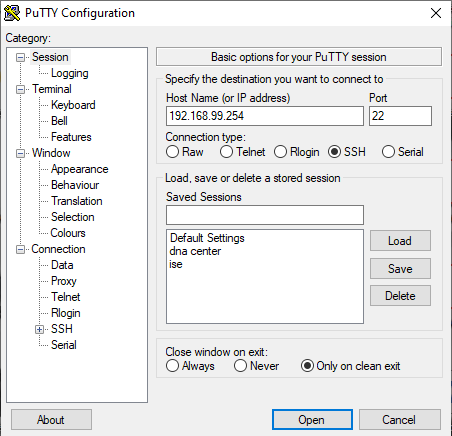 PuTTY Configuration
Category:
Session
Logging
Terminal
Keyboard
Bell
Features
Window
Appearance
Behaviour
Translation
Selection
Colours
Connection
Data
Proxy
Telnet
Rlogin
SSH
Serial
Basic options for your PuTTY session
Specify the destination you want to connect to
Host Name (or IP address) Port
192.168.99.254 22
Connection type:
Raw Telnet Rlogin SSH Serial
Load, save or delete a stored session
Saved Sessions
Default Settings
dna center
ise
Load
Save
Delete
Close window on exit:
Always Never Only on clean exit
About Open Cancel